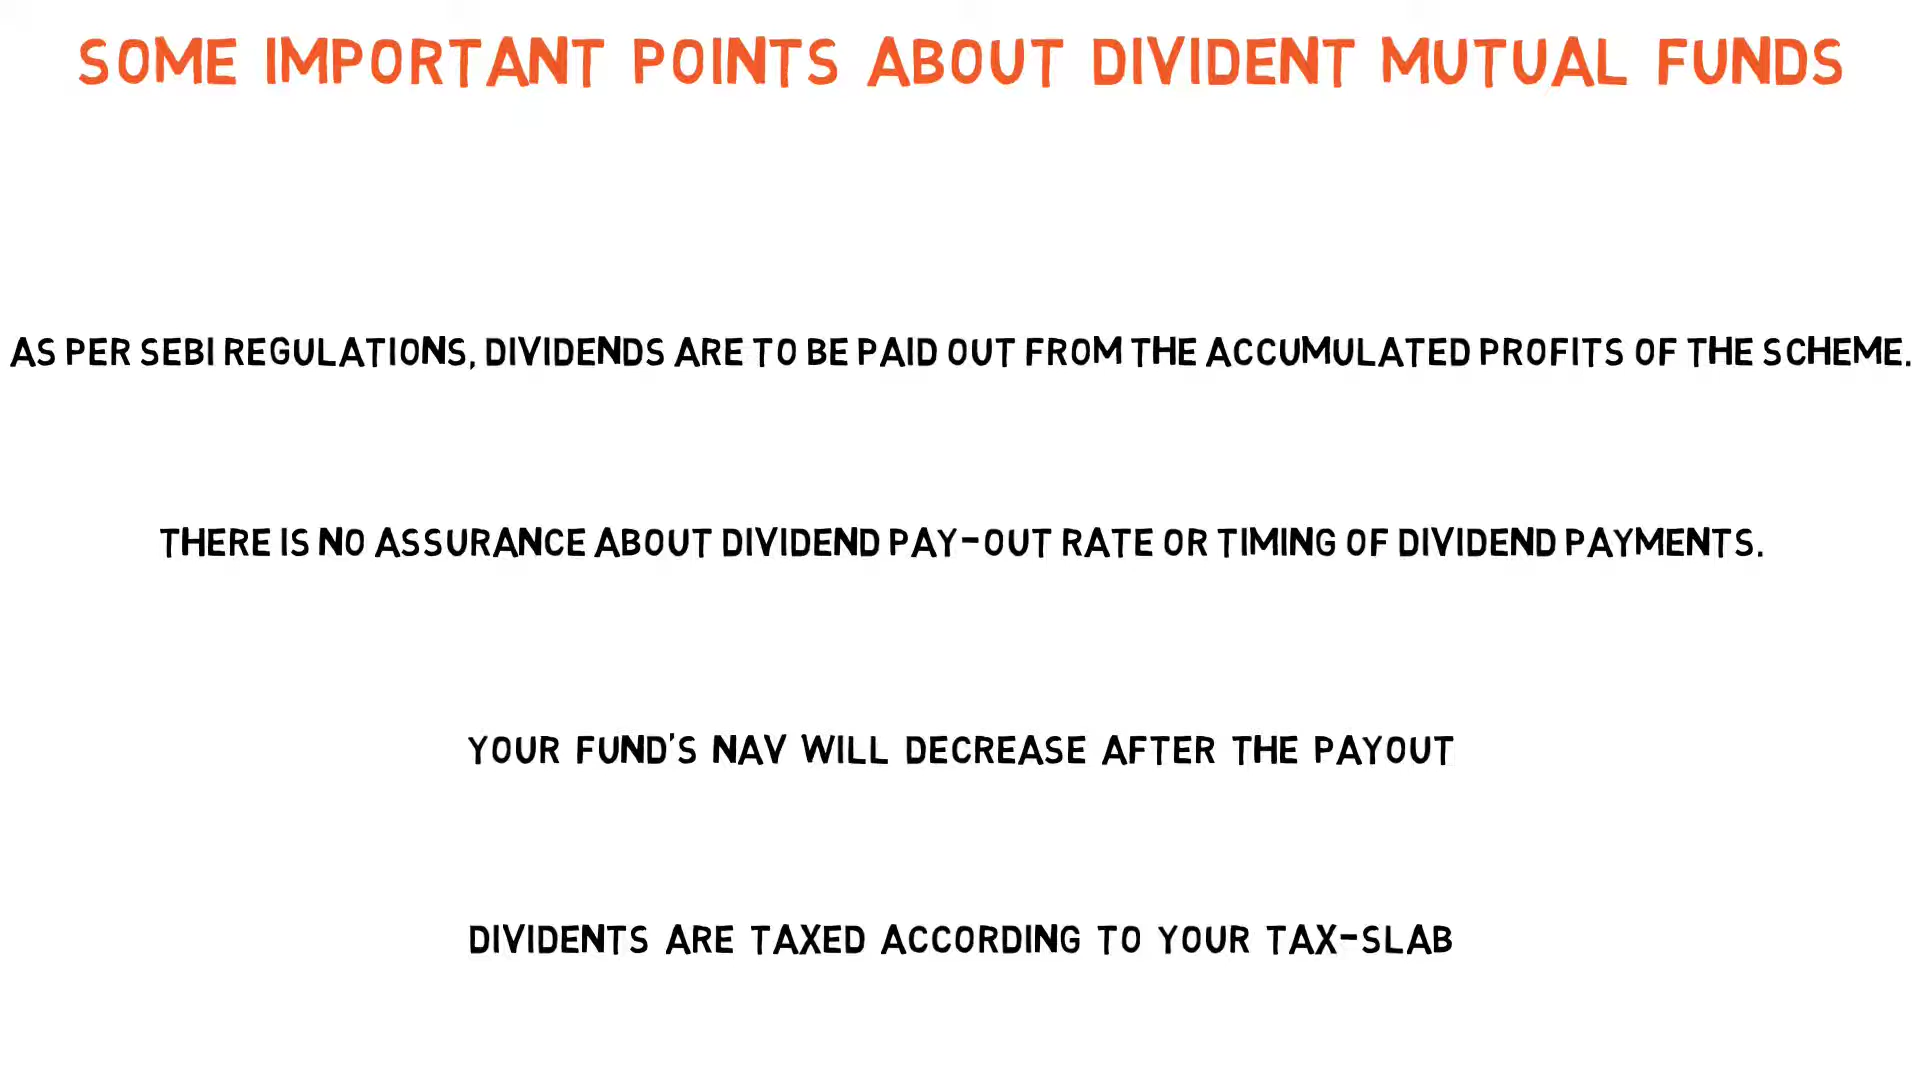 SOME IMPORTANT POINTS ABOUT DIVIDENT MUTUAL FUNDS
AS PER SEBI REGULATIONS, DIVIDENDS ARE TO BE PAID OUT FROM THE ACCUMULATED PROFITS OF THE SCHEME.
THERE IS NO ASSURANCE ABOUT DIVIDEND PAY-OUT RATE OR TIMING OF DIVIDEND PAYMENTS.
YOUR FUND'S NAV WILL DECREASE AFTER THE PAYOUT
DIVIDENTS ARE TAXED ACCORDING TO YOUR TAX-SLAB